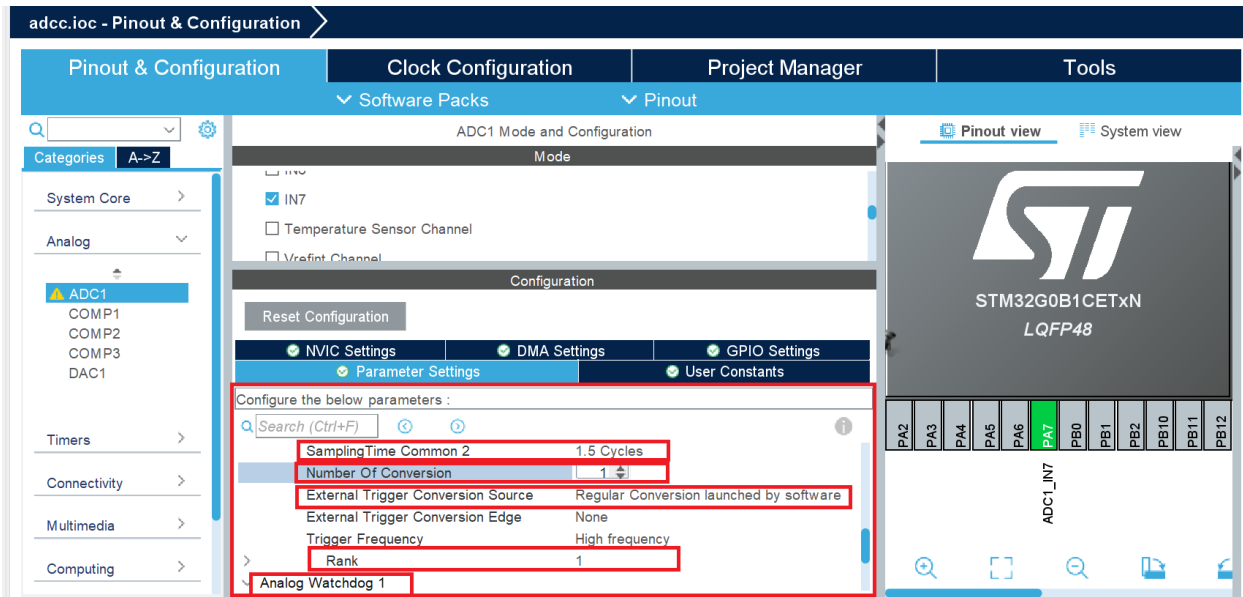 adcc.ioc - Pinout & Configuration
Pinout & Configuration
Clock Configuration
Project Manager
Tools
Software Packs
Pinout
Categories
A->Z
System Core
Analog
ADC1
COMP1
COMP2
COMP3
DAC1
Timers
Connectivity
Multimedia
Computing
ADC1 Mode and Configuration
Mode
IN7
Temperature Sensor Channel
Vrefint Channel
Configuration
Reset Configuration
NVIC Settings
DMA Settings
GPIO Settings
Parameter Settings
User Constants
Configure the below parameters :
Search (Ctrl+F)
SamplingTime Common 2 1.5 Cycles
Number Of Conversion 1
External Trigger Conversion Source Regular Conversion launched by software
External Trigger Conversion Edge None
Trigger Frequency High frequency
Rank 1
Analog Watchdog 1
Pinout view
System view
ST
STM32G0B1CETxN
LQFP48
PA2
PA3
PA4
PA5
PA6
PA7
PB0
PB1
PB2
PB10
PB11
PB12
ADC1_IN7